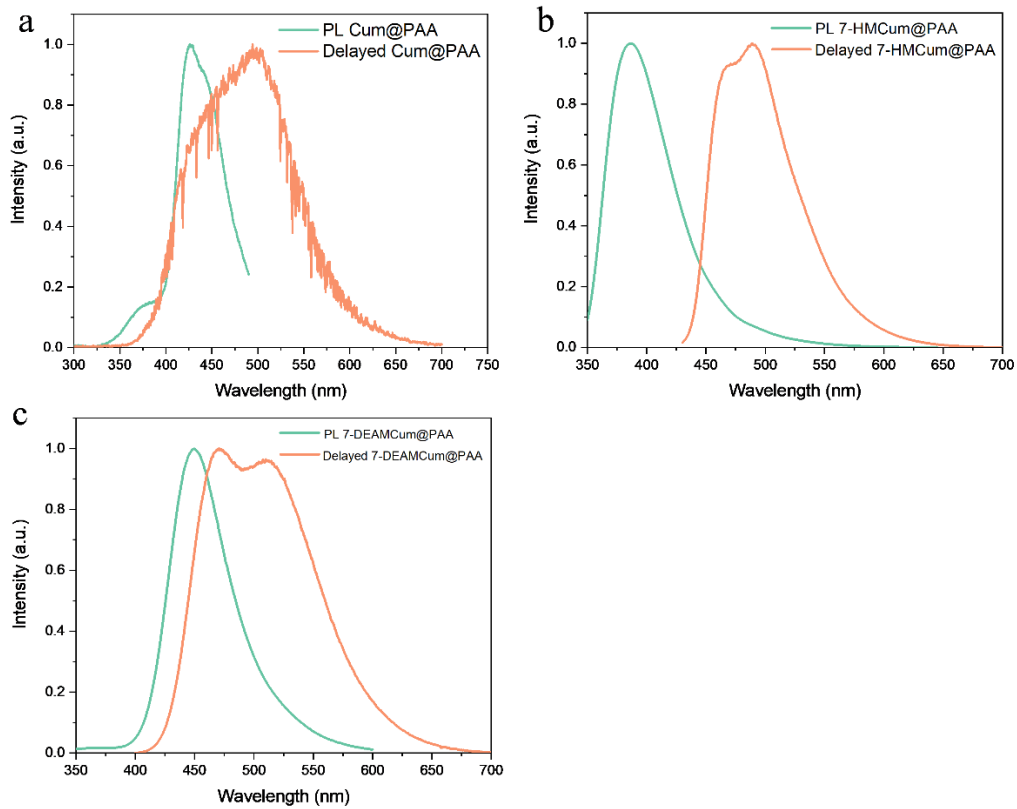 a
PL Cum@PAA
Delayed Cum@PAA
Intensity (a.u.)
1.0
0.8
0.6
0.4
0.2
0.0
300 350 400 450 500 550 600 650 700 750
Wavelength (nm)
b
PL 7-HMCum@PAA
Delayed 7-HMCum@PAA
Intensity (a.u.)
1.0
0.8
0.6
0.4
0.2
0.0
350 400 450 500 550 600 650 700
Wavelength (nm)
c
PL 7-DEAMCum@PAA
Delayed 7-DEAMCum@PAA
Intensity (a.u.)
1.0
0.8
0.6
0.4
0.2
0.0
350 400 450 500 550 600 650 700
Wavelength (nm)